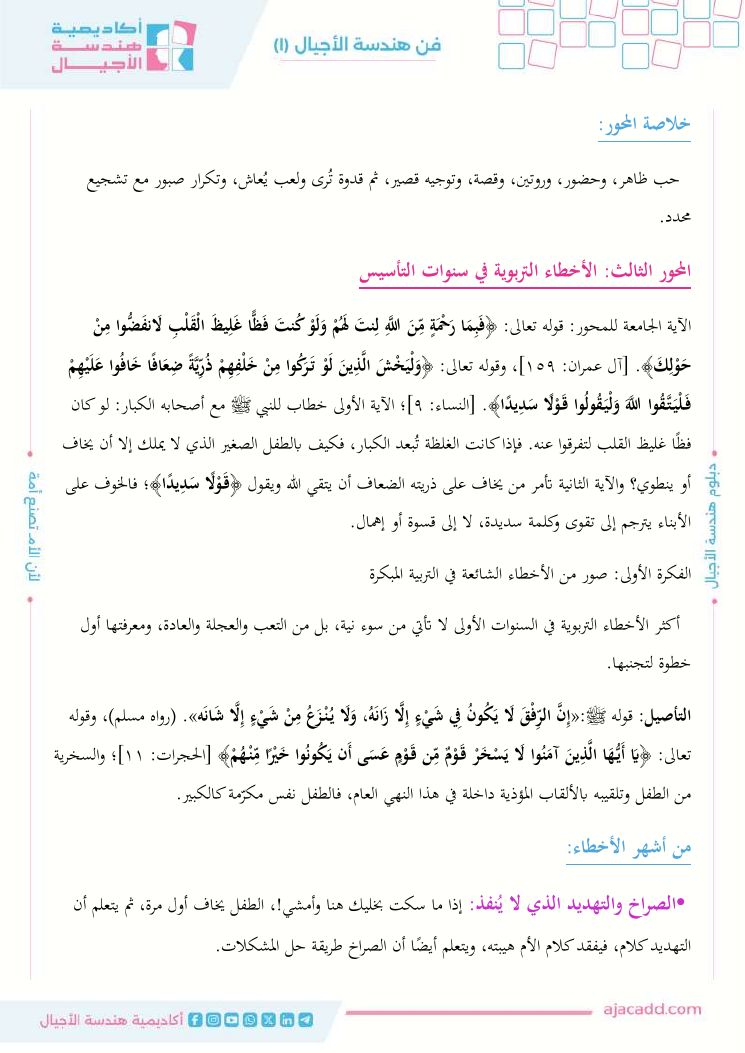 فن هندسة الأجيال (١)
أكاديمية
هندسة
الأجيال
خلاصة المحور:
حب ظاهر، وحضور، وروتين، وقصة، وتوجيه قصير، ثم قدوة تُرى ولعب يُعاش، وتكرار صبور مع تشجيع
محدد.
المحور الثالث: الأخطاء التربوية في سنوات التأسيس
الآية الجامعة للمحور: قوله تعالى: ﴿فَبِمَا رَحْمَةٍ مِّنَ اللَّهِ لِنتَ لَهُمْ وَلَوْ كُنتَ فَظًّا غَلِيظَ الْقَلْبِ لَانفَضُّوا مِنْ
حَوْلِكَ﴾. [آل عمران: ١٥٩]، وقوله تعالى: ﴿وَلْيَخْشَ الَّذِينَ لَوْ تَرَكُوا مِنْ خَلْفِهِمْ ذُرِّيَّةً ضِعَافًا خَافُوا عَلَيْهِمْ
فَلْيَتَّقُوا اللَّهَ وَلْيَقُولُوا قَوْلًا سَدِيدًا﴾. [النساء: ٩]؛ الآية الأولى خطاب للنبي ﷺ مع أصحابه الكبار: لو كان
فظًا غليظ القلب لتفرقوا عنه. فإذا كانت الغلظة تُبعد الكبار، فكيف بالطفل الصغير الذي لا يملك إلا أن يخاف
أو ينطوي؟ والآية الثانية تأمر من يخاف على ذريته الضعاف أن يتقي الله ويقول ﴿قَوْلًا سَدِيدًا﴾؛ فالخوف على
الأبناء يترجم إلى تقوى وكلمة سديدة، لا إلى قسوة أو إهمال.
الفكرة الأولى: صور من الأخطاء الشائعة في التربية المبكرة
أكثر الأخطاء التربوية في السنوات الأولى لا تأتي من سوء نية، بل من التعب والعجلة والعادة، ومعرفتها أول
خطوة لتجنبها.
التأصيل: قوله ﷺ:«إِنَّ الرِّفْقَ لَا يَكُونُ فِي شَيْءٍ إِلَّا زَانَهُ، وَلَا يُنْزَعُ مِنْ شَيْءٍ إِلَّا شَانَه». (رواه مسلم)، وقوله
تعالى: ﴿يَا أَيُّهَا الَّذِينَ آمَنُوا لَا يَسْخَرْ قَوْمٌ مِّن قَوْمٍ عَسَى أَن يَكُونُوا خَيْرًا مِّنْهُمْ﴾ [الحجرات: ١١]؛ والسخرية
من الطفل وتلقيبه بالألقاب المؤذية داخلة في هذا النهي العام، فالطفل نفس مكرّمة كالكبير.
من أشهر الأخطاء:
•الصراخ والتهديد الذي لا يُنفذ: إذا ما سكت بخليك هنا وأمشي!، الطفل يخاف أول مرة، ثم يتعلم أن
التهديد كلام، فيفقد كلام الأم هيبته، ويتعلم أيضًا أن الصراخ طريقة حل المشكلات.
دبلوم هندسة الأجيال
لأن الأم تصنع أمة
ajacadd.com
أكاديمية هندسة الأجيال